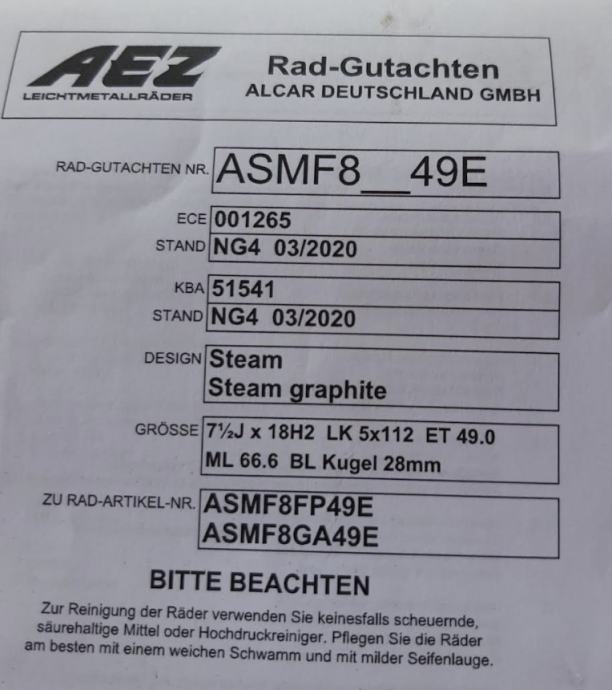 AEZ
LEICHTMETALLRÄDER
Rad-Gutachten
ALCAR DEUTSCHLAND GMBH
RAD-GUTACHTEN NR. ASMF8__49E
ECE 001265
STAND NG4 03/2020
KBA 51541
STAND NG4 03/2020
DESIGN Steam
Steam graphite
GRÖSSE 7½J x 18H2 LK 5x112 ET 49.0
ML 66.6 BL Kugel 28mm
ZU RAD-ARTIKEL-NR. ASMF8FP49E
ASMF8GA49E
BITTE BEACHTEN
Zur Reinigung der Räder verwenden Sie keinesfalls scheuernde,
säurehaltige Mittel oder Hochdruckreiniger. Pflegen Sie die Räder
am besten mit einem weichen Schwamm und mit milder Seifenlauge.